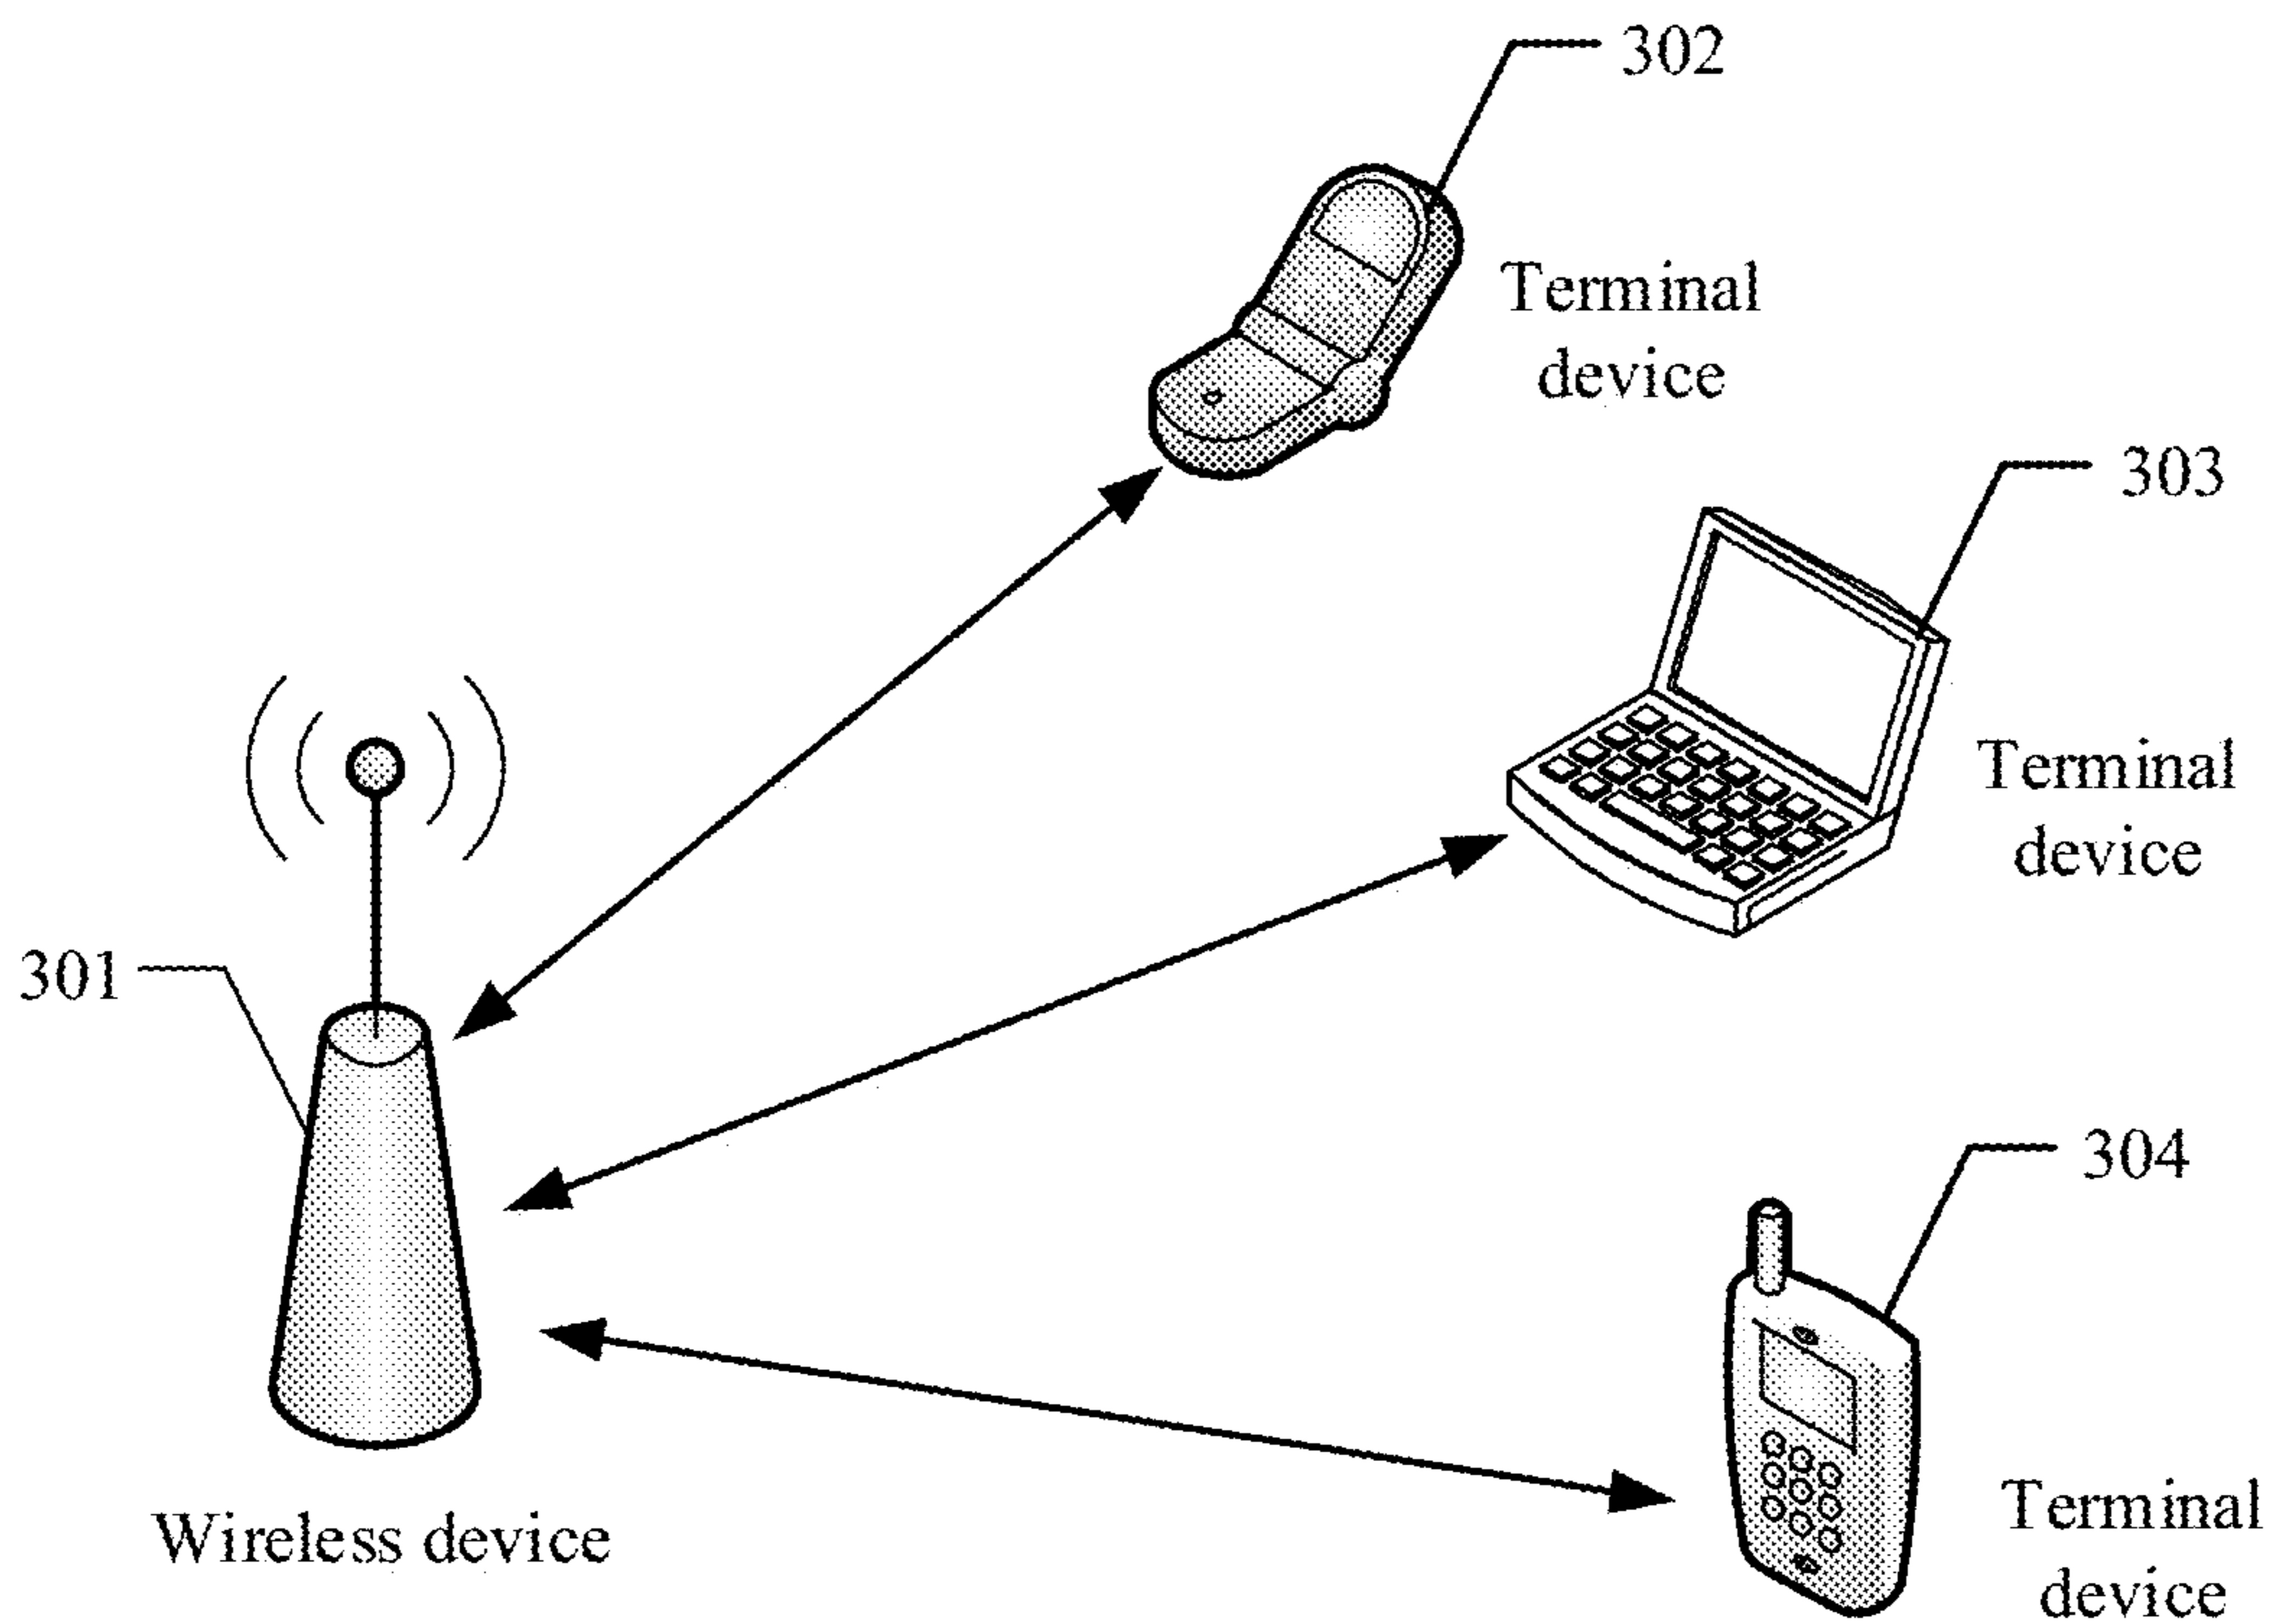 302
Terminal
device
303
Terminal
device
301
304
Wireless device
Terminal
device